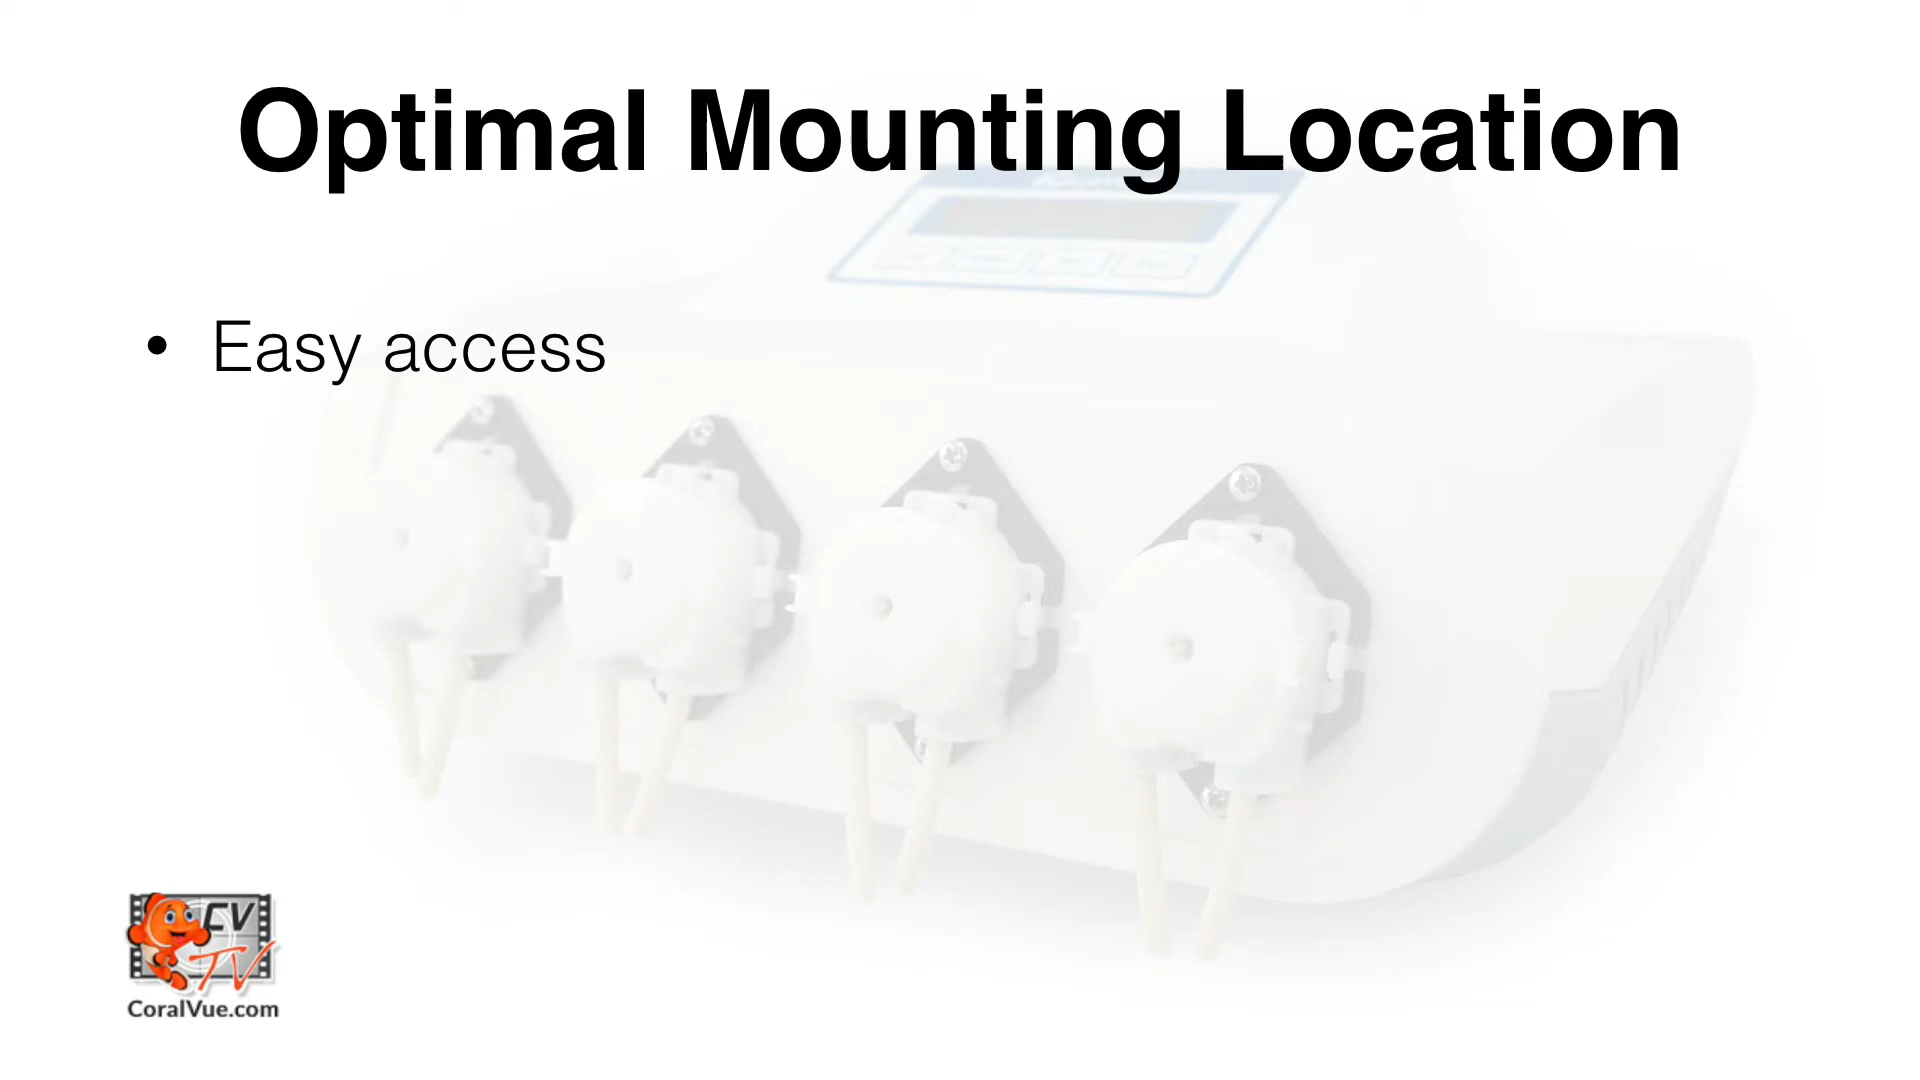 Optimal Mounting Location
• Easy access
CV
TV
CoralVue.com